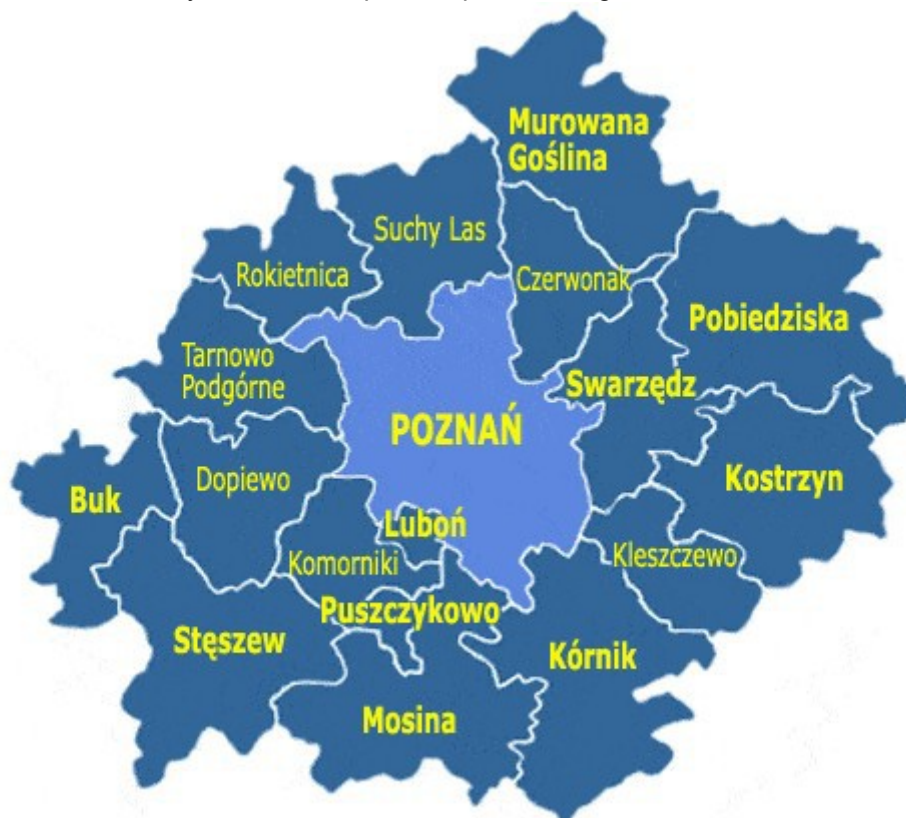 Murowana
Goślina
Suchy Las
Rokietnica
Czerwonak
Pobiedziska
Tarnowo
Podgórne
Swarzędz
POZNAŃ
Dopiewo
Buk
Kostrzyn
Luboń
Komorniki
Kleszczewo
Puszczykowo
Stęszew
Kórnik
Mosina